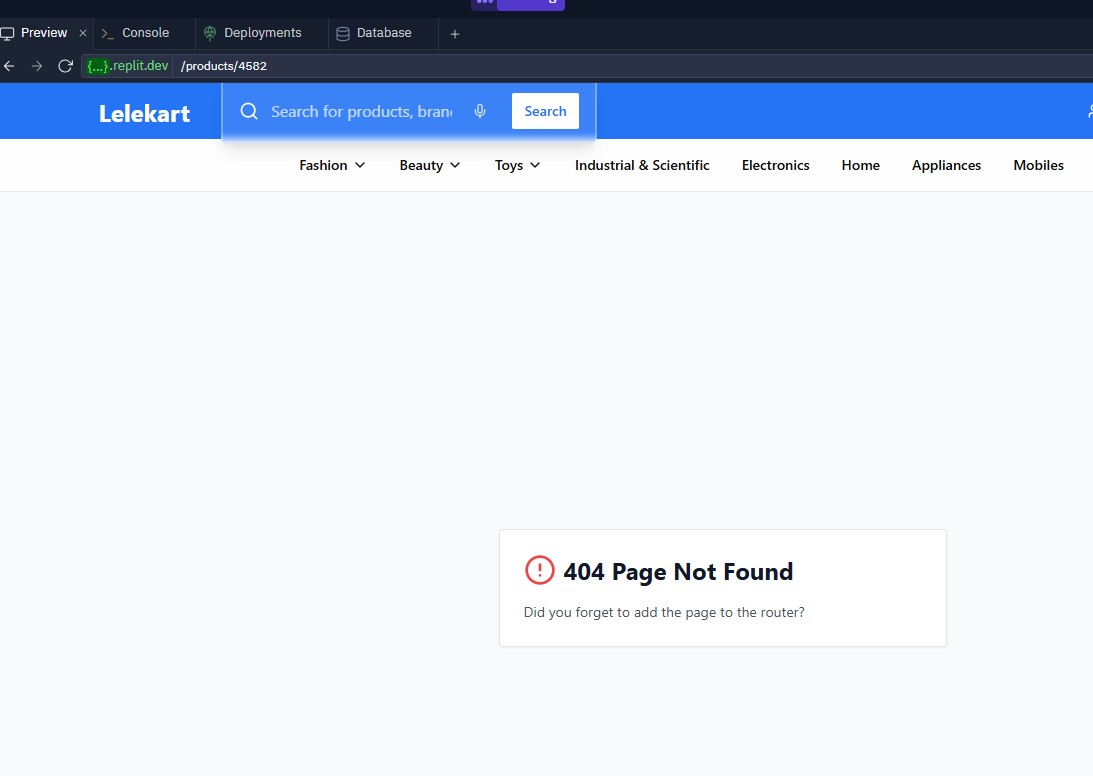 Preview Console Deployments Database
{...}.replit.dev /products/4582
Lelekart Search for products, bran Search
Fashion Beauty Toys Industrial & Scientific Electronics Home Appliances Mobiles
404 Page Not Found
Did you forget to add the page to the router?